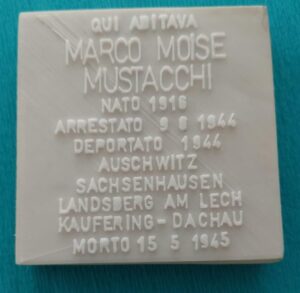 QUI ABITAVA
MARCO MOISE
MUSTACCHI
NATO 1916
ARRESTATO 9 6 1944
DEPORTATO 1944
AUSCHWITZ
SACHSENHAUSEN
LANDSBERG AM LECH
KAUFERING-DACHAU
MORTO 15 5 1945